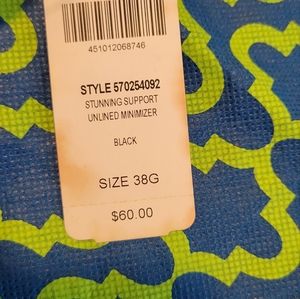 451012068746
STYLE 570254092
STUNNING SUPPORT
UNLINED MINIMIZER
BLACK
SIZE 38G
$60.00